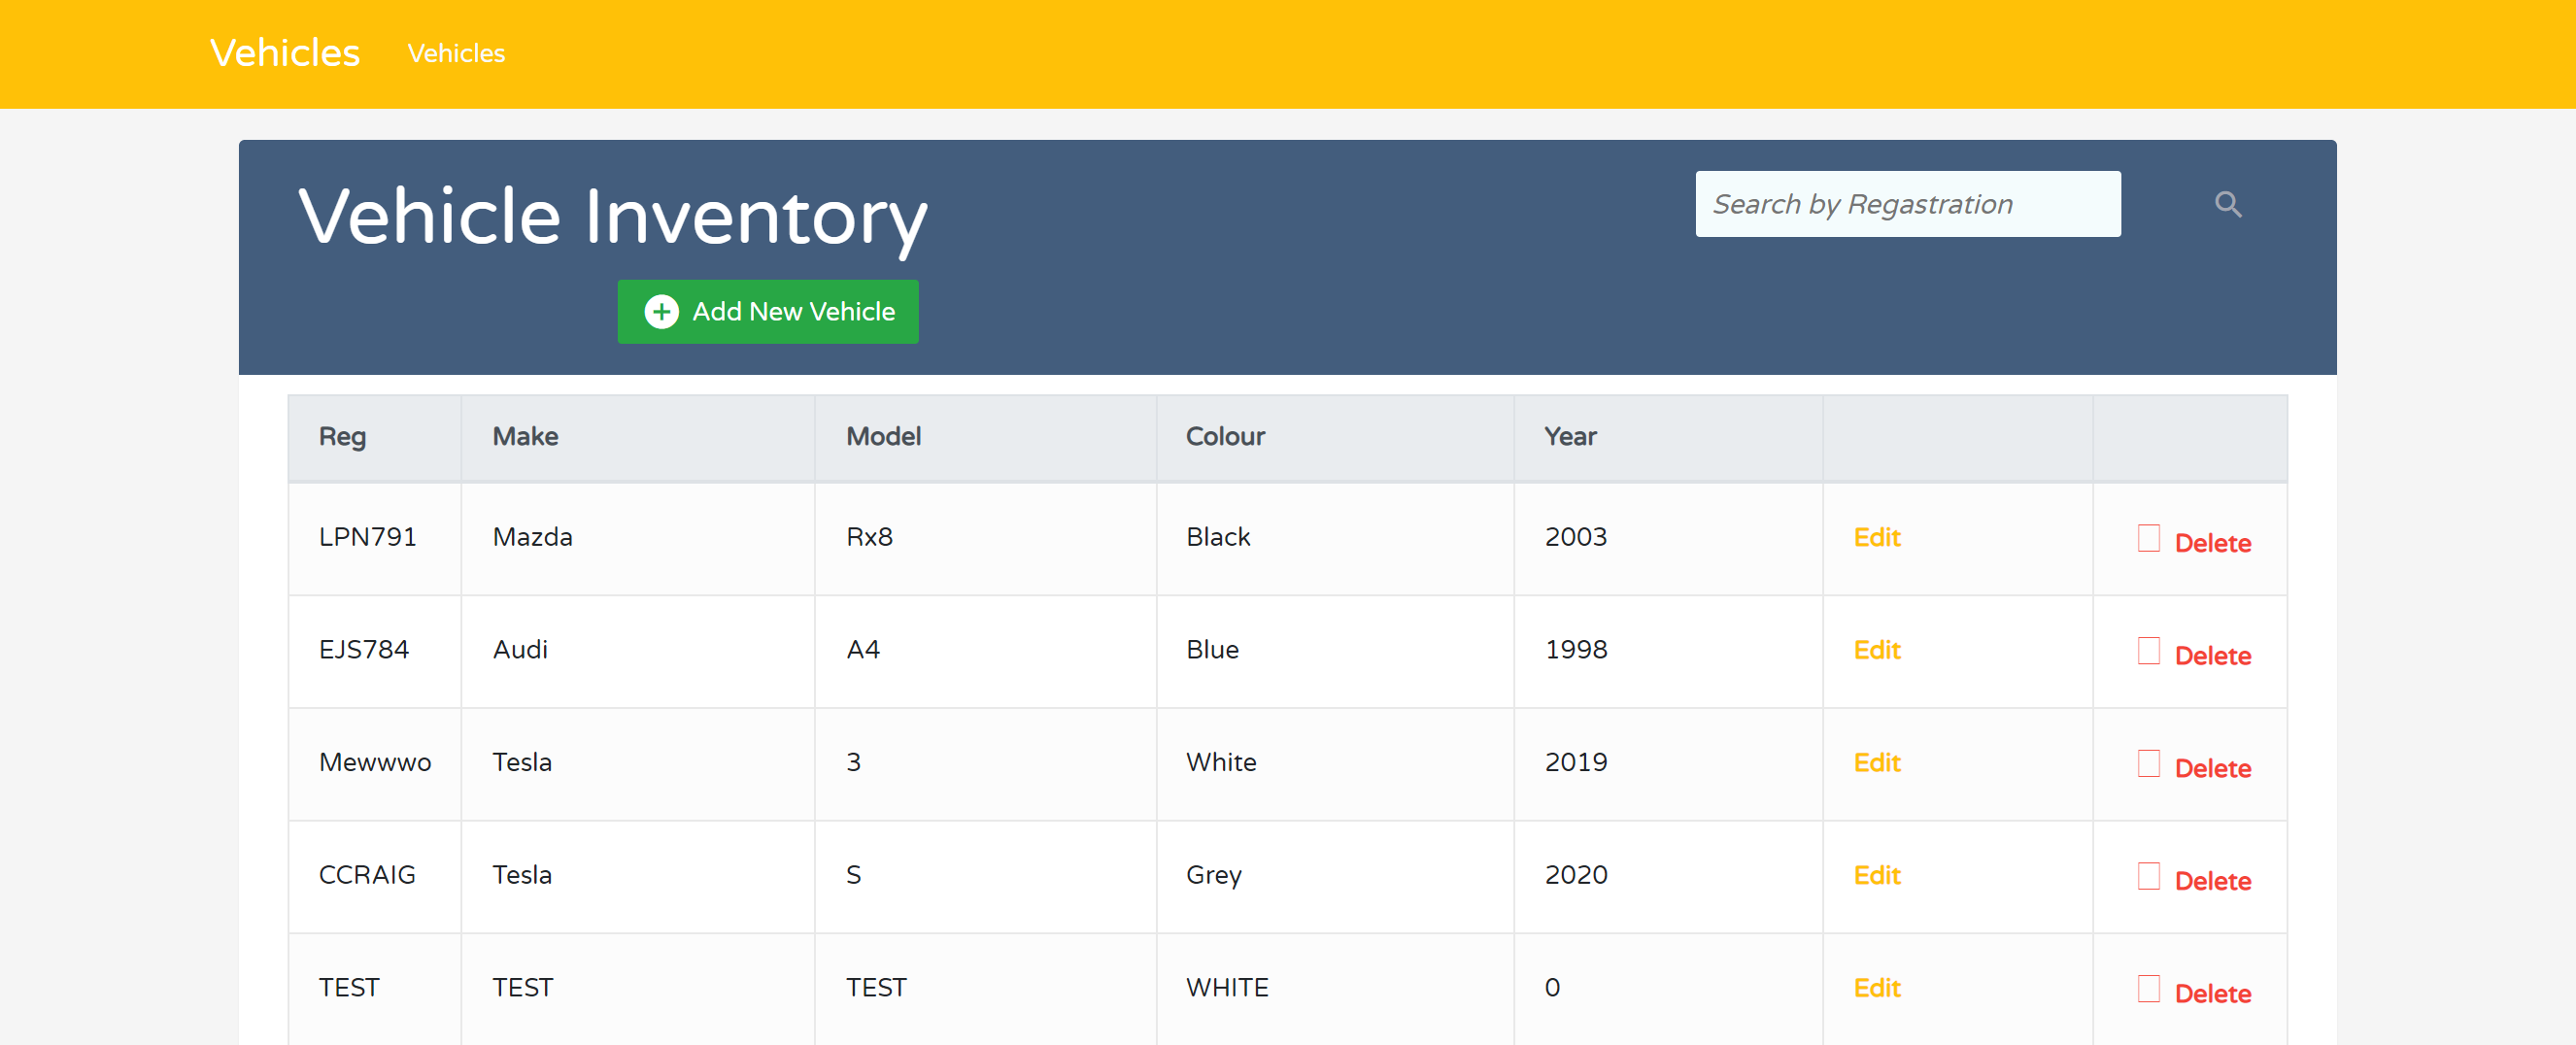 Vehicles Vehicles
Vehicle Inventory
Search by Regastration
Add New Vehicle
Reg Make Model Colour Year
LPN791 Mazda Rx8 Black 2003 Edit Delete
EJS784 Audi A4 Blue 1998 Edit Delete
Mewwwo Tesla 3 White 2019 Edit Delete
CCRAIG Tesla S Grey 2020 Edit Delete
TEST TEST TEST WHITE 0 Edit Delete